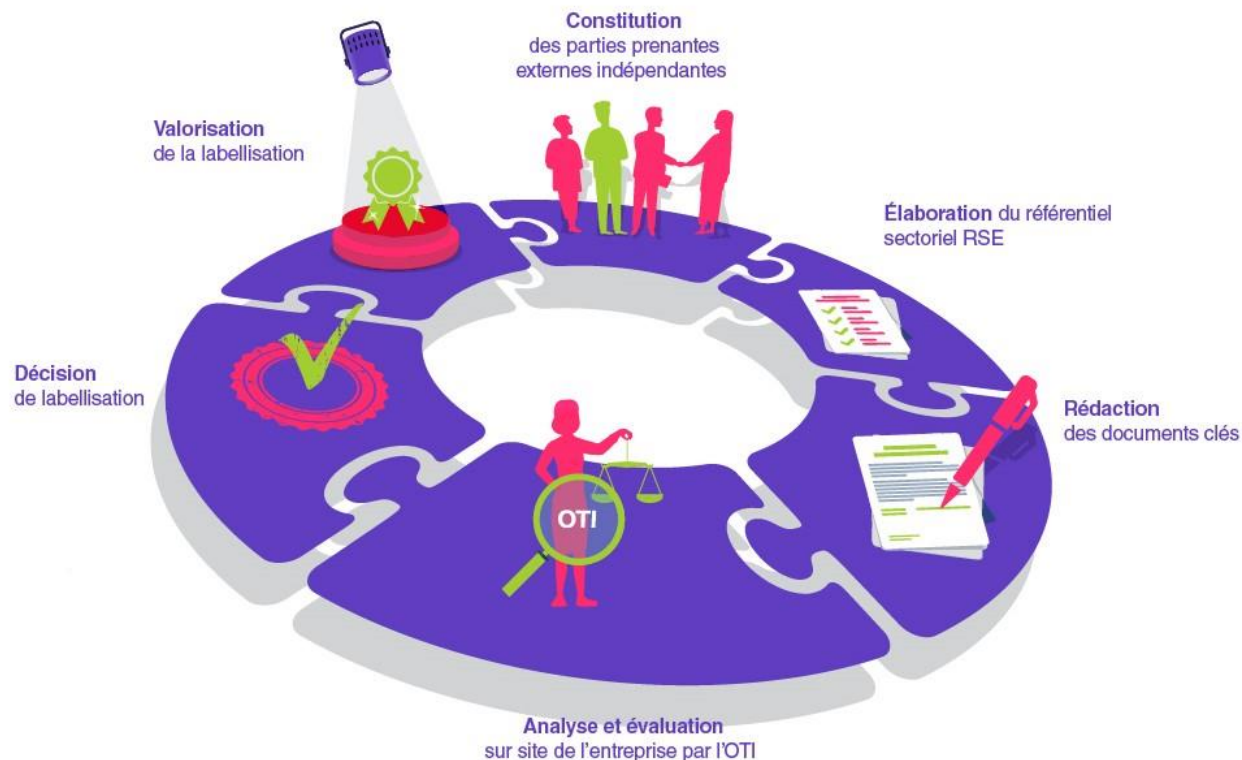 Constitution
des parties prenantes
externes indépendantes
Valorisation
de la labellisation
Élaboration du référentiel
sectoriel RSE
Décision
de labellisation
Rédaction
des documents clés
OTI
Analyse et évaluation
sur site de l'entreprise par l'OTI